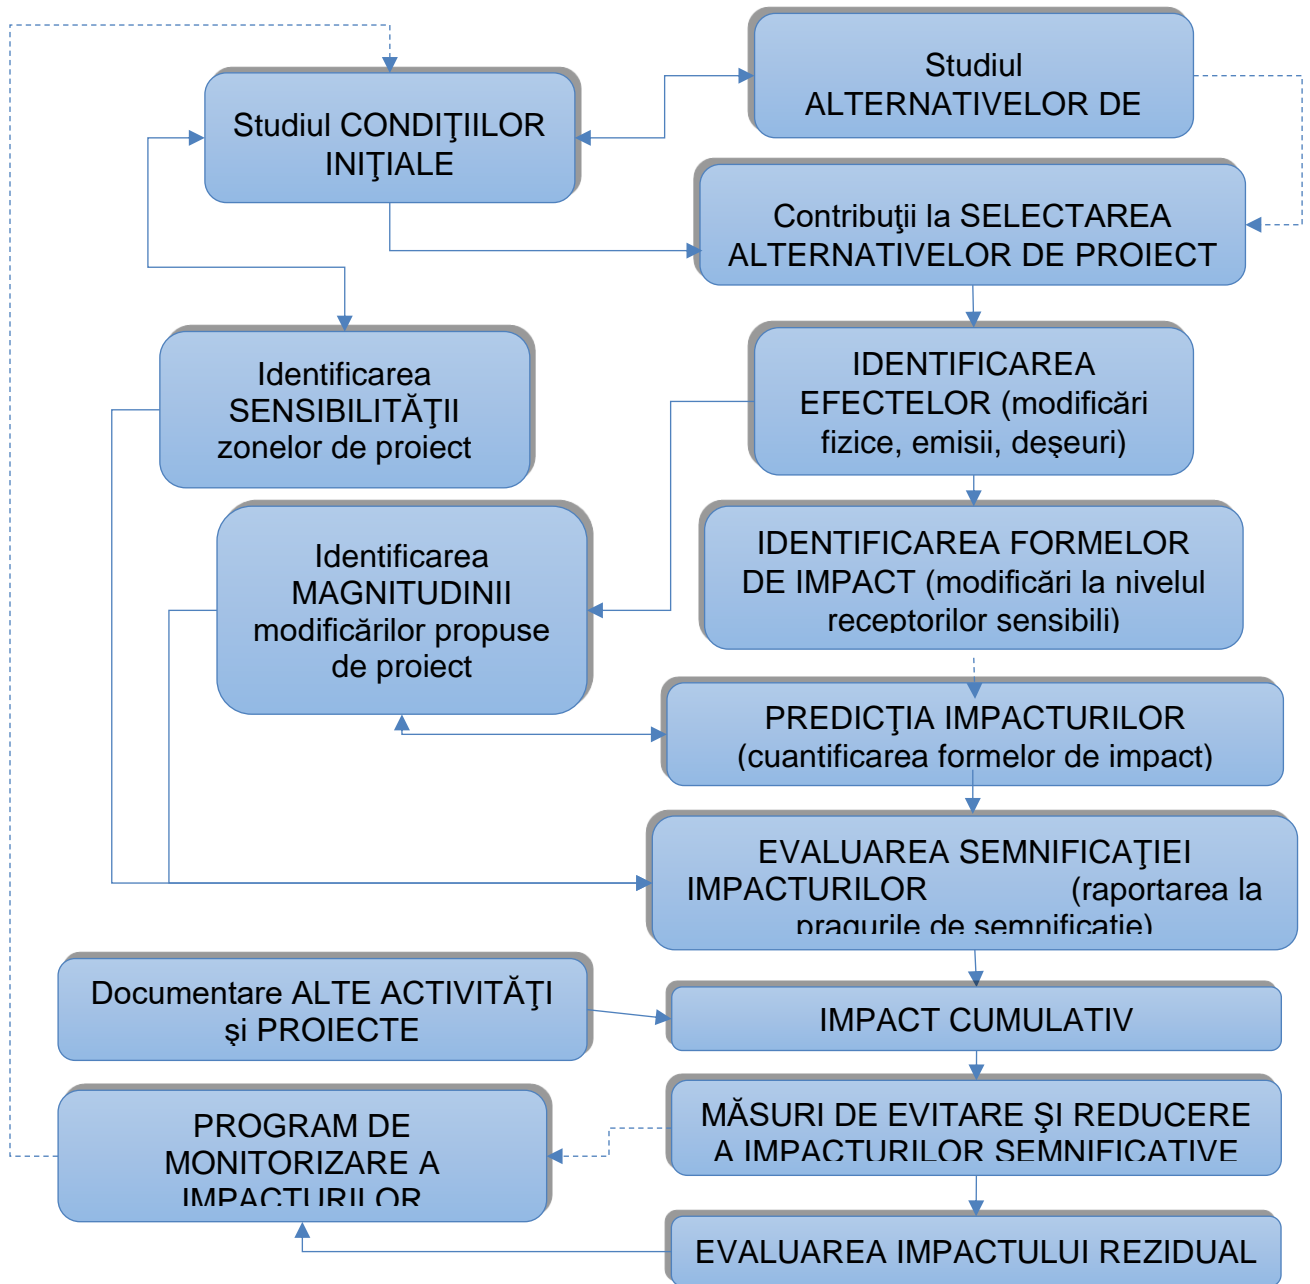 Studiul
ALTERNATIVELOR DE
Studiul CONDIŢIILOR
INIŢIALE
Contribuţii la SELECTAREA
ALTERNATIVELOR DE PROIECT
Identificarea
SENSIBILITĂŢII
zonelor de proiect
IDENTIFICAREA
EFECTELOR (modificări
fizice, emisii, deşeuri)
Identificarea
MAGNITUDINII
modificărilor propuse
de proiect
IDENTIFICAREA FORMELOR
DE IMPACT (modificări la nivelul
receptorilor sensibili)
PREDICŢIA IMPACTURILOR
(cuantificarea formelor de impact)
EVALUAREA SEMNIFICAŢIEI
IMPACTURILOR (raportarea la
pragurile de semnificaţie)
Documentare ALTE ACTIVITĂŢI
şi PROIECTE
IMPACT CUMULATIV
PROGRAM DE
MONITORIZARE A
IMPACTURILOR
MĂSURI DE EVITARE ŞI REDUCERE
A IMPACTURILOR SEMNIFICATIVE
EVALUAREA IMPACTULUI REZIDUAL